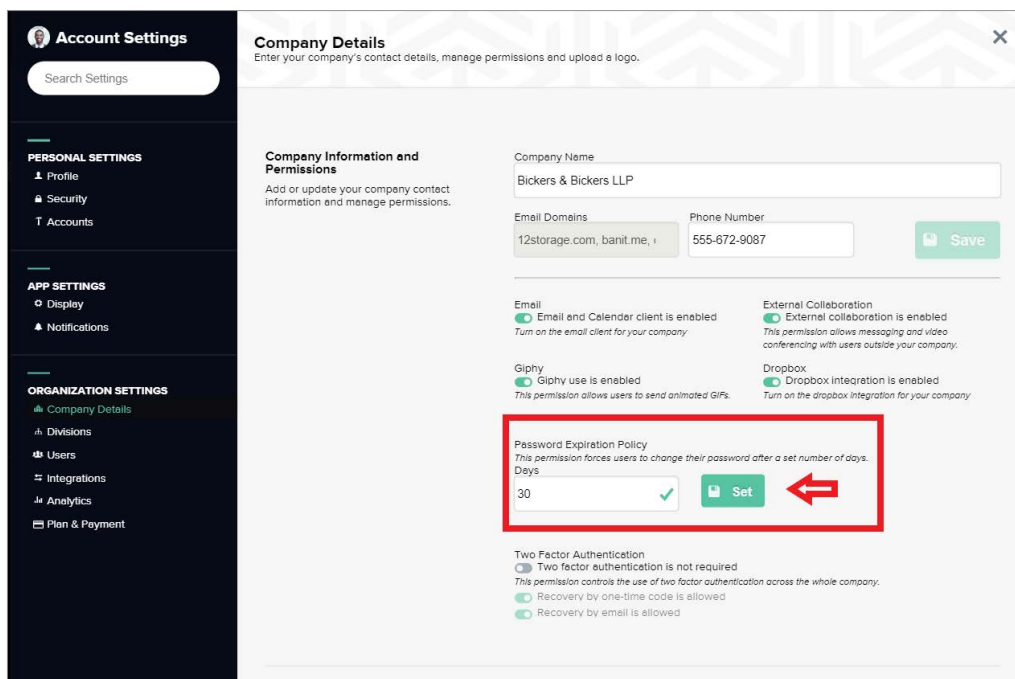 Account Settings
Search Settings
PERSONAL SETTINGS
Profile
Security
Accounts
APP SETTINGS
Display
Notifications
ORGANIZATION SETTINGS
Company Details
Divisions
Users
Integrations
Analytics
Plan & Payment
Company Details
Enter your company's contact details, manage permissions and upload a logo.
Company Information and
Permissions
Add or update your company contact
information and manage permissions.
Company Name
Bickers & Bickers LLP
Email Domains
12storage.com, banit.me,
Phone Number
555-672-9087
Save
Email
Email and Calendar client is enabled
Turn on the email client for your company
External Collaboration
External collaboration is enabled
This permission allows messaging and video
conferencing with users outside your company.
Giphy
Giphy use is enabled
This permission allows users to send animated GIFs.
Dropbox
Dropbox integration is enabled
Turn on the dropbox integration for your company
Password Expiration Policy
This permission forces users to change their password after a set number of days.
Days
30
Set
Two Factor Authentication
Two factor authentication is not required
This permission controls the use of two factor authentication across the whole company.
Recovery by one-time code is allowed
Recovery by email is allowed